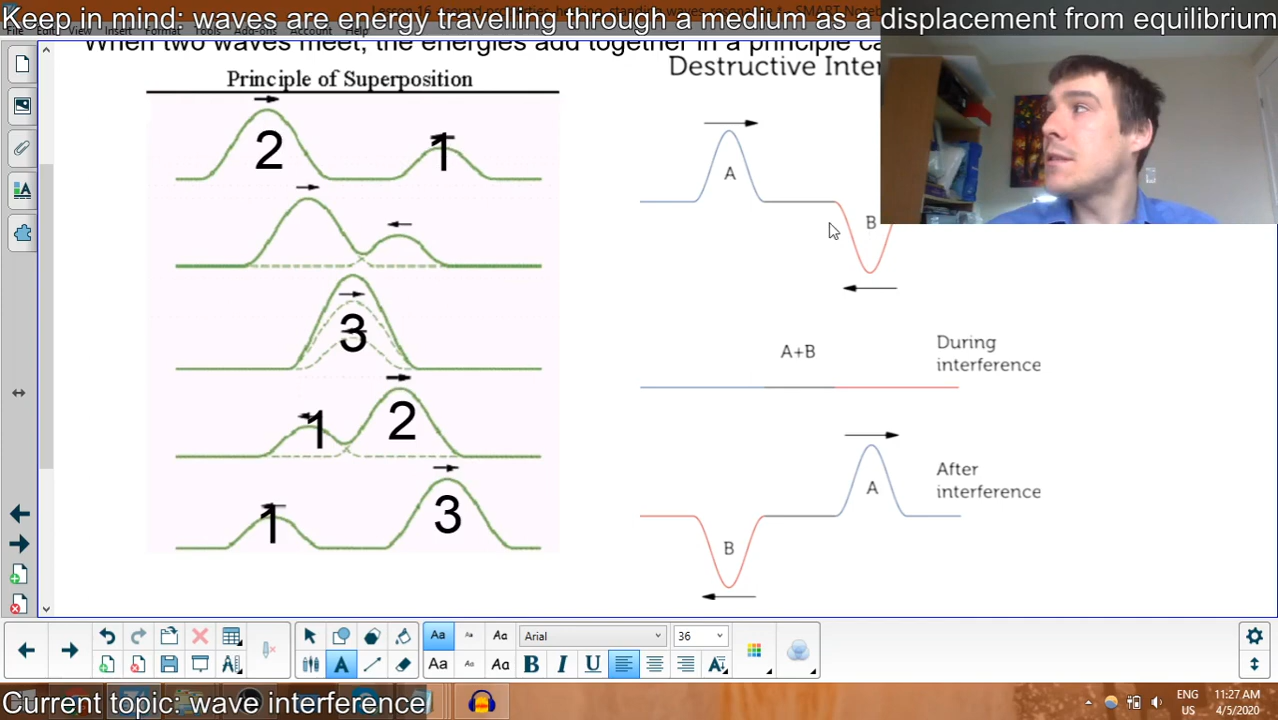 Keep in mind: waves are energy travelling through a medium as a displacement from equilibrium
When two waves meet, the energies add together in a principle ca
Principle of Superposition
2
1
3
1
2
1
3
Destructive Inter
A
B
A+B
During
interference
A
After
interference
B
Aa
Aa
Aa
Arial
36
Aa
Aa
Aa
A
B
I
U
Current topic: wave interference
ENG
US
11:27 AM
4/5/2020